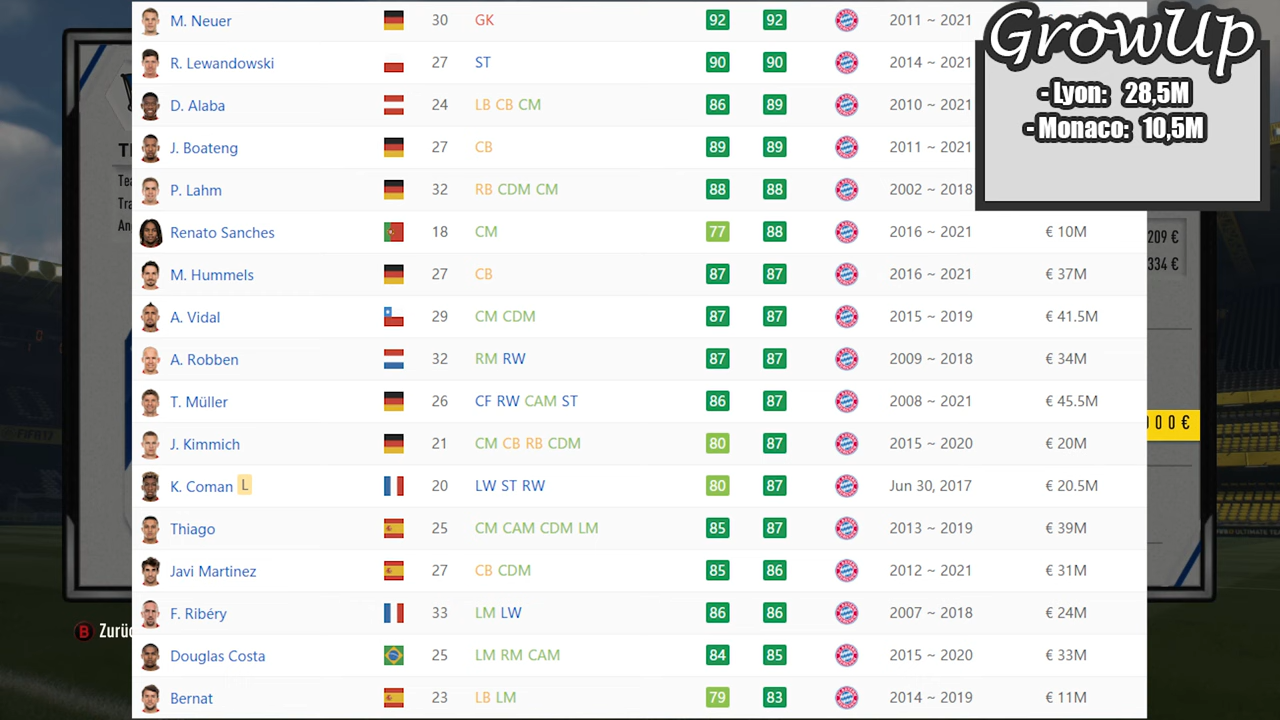 M. Neuer 30 GK 92 92 2011 ~ 2021
R. Lewandowski 27 ST 90 90 2014 ~ 2021
D. Alaba 24 LB CB CM 86 89 2010 ~ 2021
J. Boateng 27 CB 89 89 2011 ~ 2021
P. Lahm 32 RB CDM CM 88 88 2002 ~ 2018
Renato Sanches 18 CM 77 88 2016 ~ 2021 € 10M
M. Hummels 27 CB 87 87 2016 ~ 2021 € 37M
A. Vidal 29 CM CDM 87 87 2015 ~ 2019 € 41.5M
A. Robben 32 RM RW 87 87 2009 ~ 2018 € 34M
T. Müller 26 CF RW CAM ST 86 87 2008 ~ 2021 € 45.5M
J. Kimmich 21 CM CB RB CDM 80 87 2015 ~ 2020 € 20M
K. Coman L 20 LW ST RW 80 87 Jun 30, 2017 € 20.5M
Thiago 25 CM CAM CDM LM 85 87 2013 ~ 2019 € 39M
Javi Martinez 27 CB CDM 85 86 2012 ~ 2021 € 31M
F. Ribéry 33 LM LW 86 86 2007 ~ 2018 € 24M
Douglas Costa 25 LM RM CAM 84 85 2015 ~ 2020 € 33M
Bernat 23 LB LM 79 83 2014 ~ 2019 € 11M
GrowUp
- Lyon: 28,5M
- Monaco: 10,5M
209 €
334 €
00 €
B Zurüc